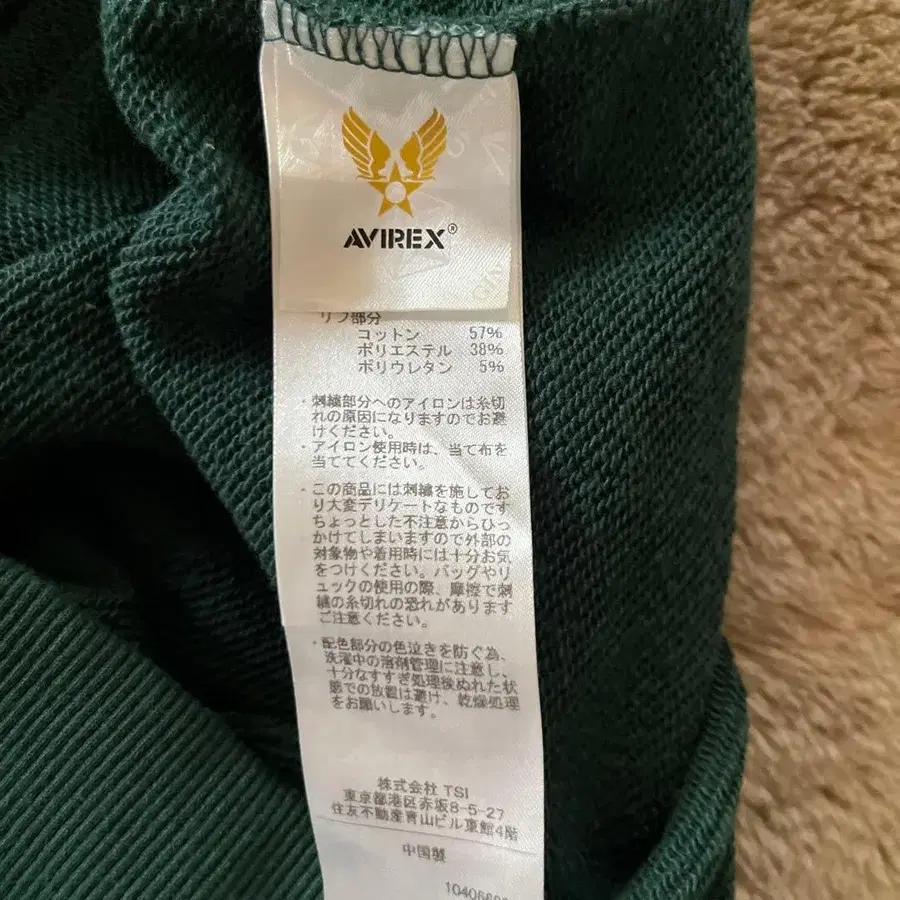 AVIREX®
リブ部分
コットン 57%
ポリエステル 38%
ポリウレタン 5%
・刺繍部分へのアイロンは糸切
れの原因になりますのでお避
けください。
・アイロン使用時は、当て布を
当ててください。
・この商品には刺繍を施してお
り大変デリケートなものです
ちょっとした不注意からひっ
かけてしまいますので外部の
対象物や着用時には十分お気
をつけください。バッグやリ
ュックの使用の際、摩擦で刺
繍の糸切れの恐れがあります
ご注意ください。
・配色部分の色泣きを防ぐ為、
洗濯中の溶剤管理に注意し、
十分なすすぎ処理後ぬれた状
態での放置は避け、乾燥処理
をお願いします。
株式会社 TSI
東京都港区赤坂8-5-27
住友不動産青山ビル東館4階
中国製